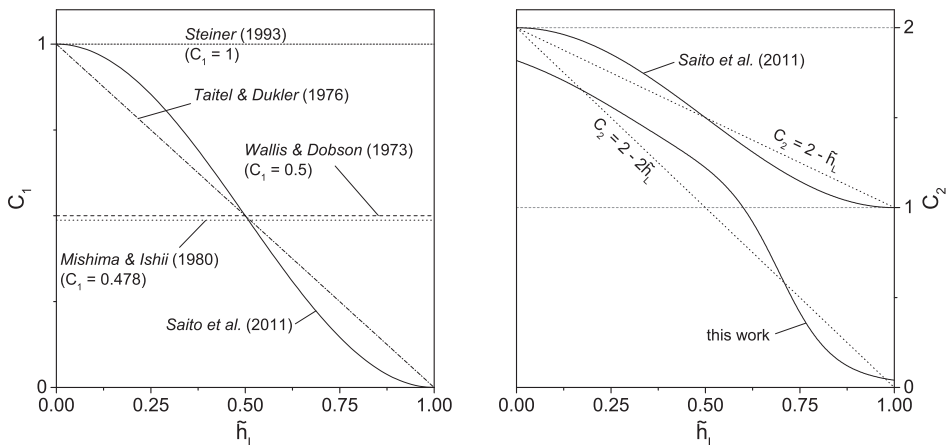 Steiner (1993)
(C₁ = 1)
Taitel & Dukler (1976)
Wallis & Dobson (1973)
(C₁ = 0.5)
Mishima & Ishii (1980)
(C₁ = 0.478)
Saito et al. (2011)
1
0
C₁
0.00
0.25
0.50
0.75
1.00
h̃ₗ
Saito et al. (2011)
C₂ = 2 - h̃ₗ
C₂ = 2 - 2h̃ₗ
this work
2
1
0
C₂
0.00
0.25
0.50
0.75
1.00
h̃ₗ